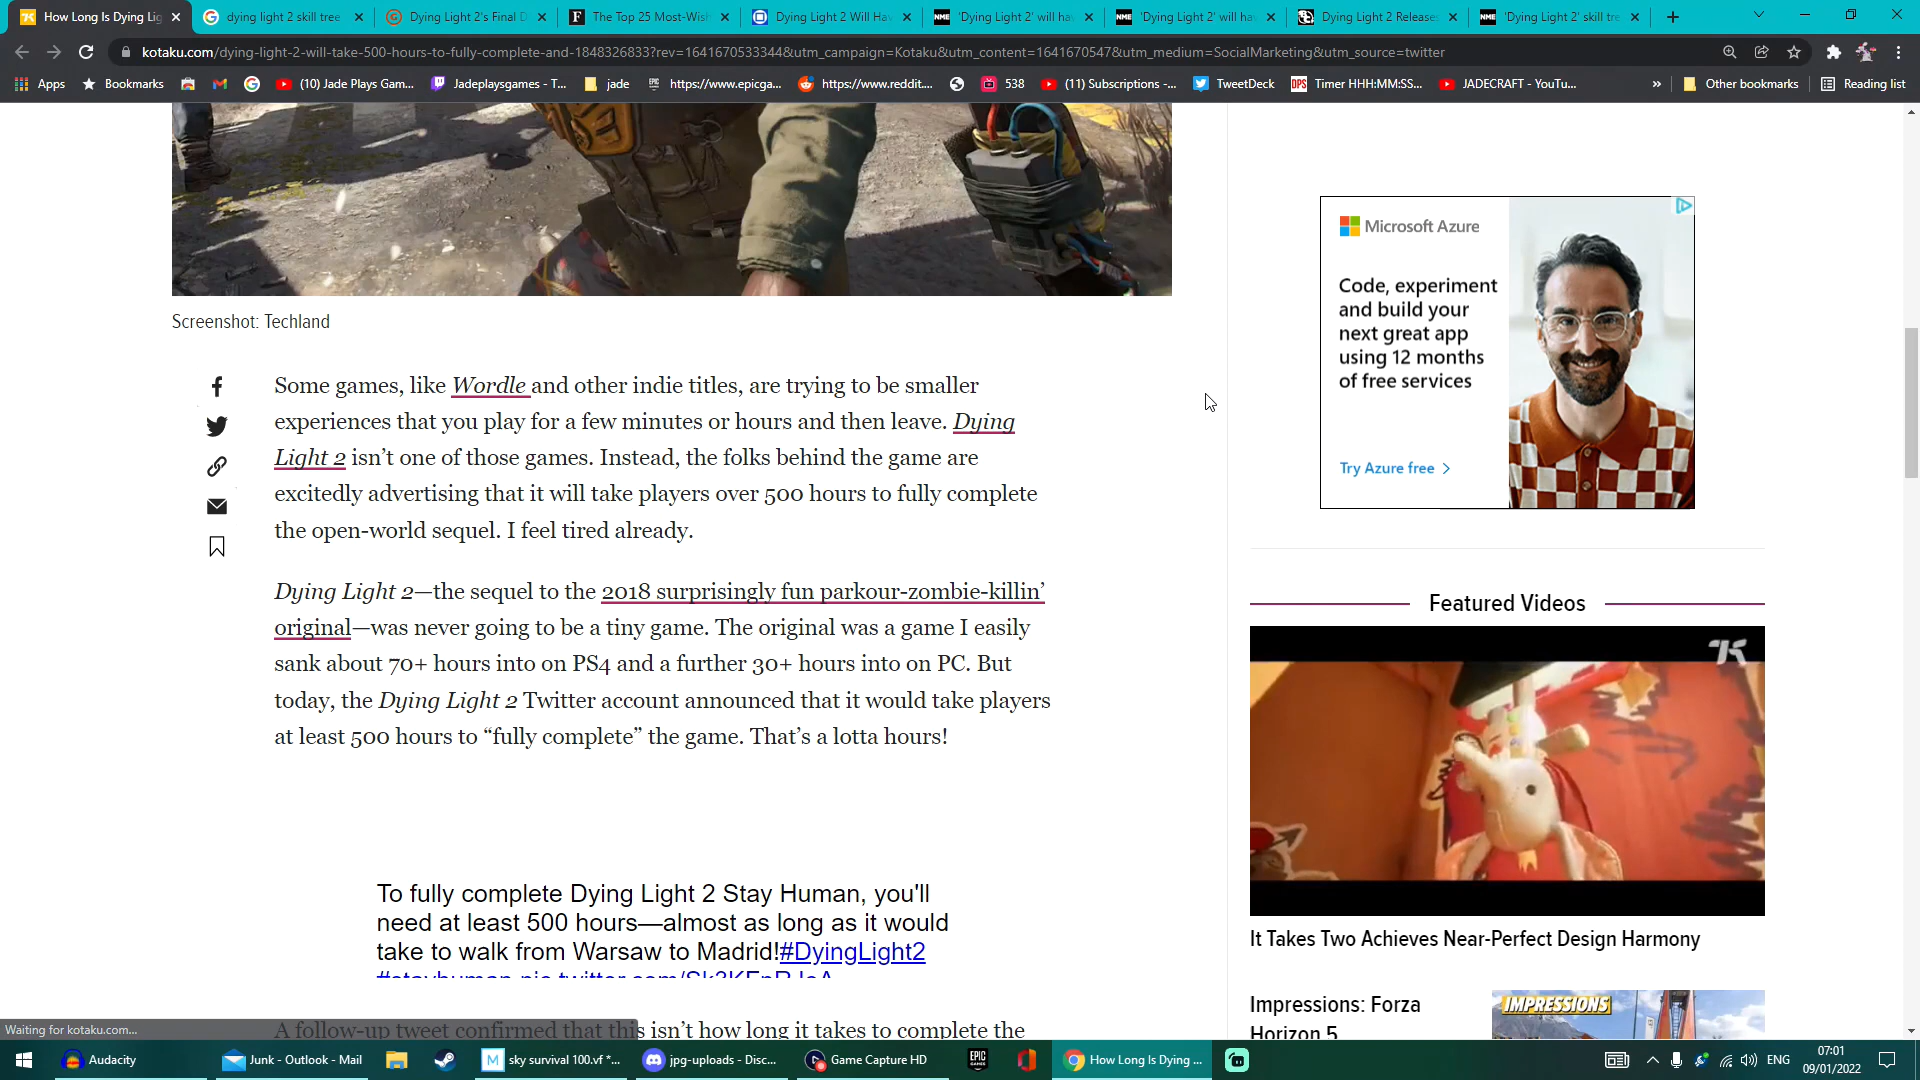 How Long Is Dying Lig
dying light 2 skill tree
Dying Light 2's Final D
The Top 25 Most-Wish
Dying Light 2 Will Hav
NME 'Dying Light 2' will hav
NME 'Dying Light 2' will hav
Dying Light 2 Release
NME 'Dying Light 2' skill tre
kotaku.com/dying-light-2-will-take-500-hours-to-fully-complete-and-1848326833?rev=1641670533344&utm_campaign=Kotaku&utm_content=1641670547&utm_medium=SocialMarketing&utm_source=twitter
Apps
Bookmarks
(10) Jade Plays Gam...
Jadeplaysgames - T...
jade
https://www.epicga...
https://www.reddit....
538
(11) Subscriptions -...
TweetDeck
DPS Timer HHH:MM:SS...
JADECRAFT - YouTu...
»
Other bookmarks
Reading list
Screenshot: Techland
Some games, like Wordle and other indie titles, are trying to be smaller
experiences that you play for a few minutes or hours and then leave. Dying
Light 2 isn't one of those games. Instead, the folks behind the game are
excitedly advertising that it will take players over 500 hours to fully complete
the open-world sequel. I feel tired already.
Dying Light 2—the sequel to the 2018 surprisingly fun parkour-zombie-killin'
original—was never going to be a tiny game. The original was a game I easily
sank about 70+ hours into on PS4 and a further 30+ hours into on PC. But
today, the Dying Light 2 Twitter account announced that it would take players
at least 500 hours to "fully complete" the game. That's a lotta hours!
To fully complete Dying Light 2 Stay Human, you'll
need at least 500 hours—almost as long as it would
take to walk from Warsaw to Madrid!#DyingLight2
A follow-up tweet confirmed that this isn't how long it takes to complete the
Microsoft Azure
Code, experiment
and build your
next great app
using 12 months
of free services
Try Azure free >
Featured Videos
It Takes Two Achieves Near-Perfect Design Harmony
Impressions: Forza
Horizon 5
IMPRESSIONS
Waiting for kotaku.com...
Audacity
Junk - Outlook - Mail
sky survival 100.vf *...
jpg-uploads - Disc...
Game Capture HD
EPIC GAMES
How Long Is Dying ...
ENG
07:01
09/01/2022